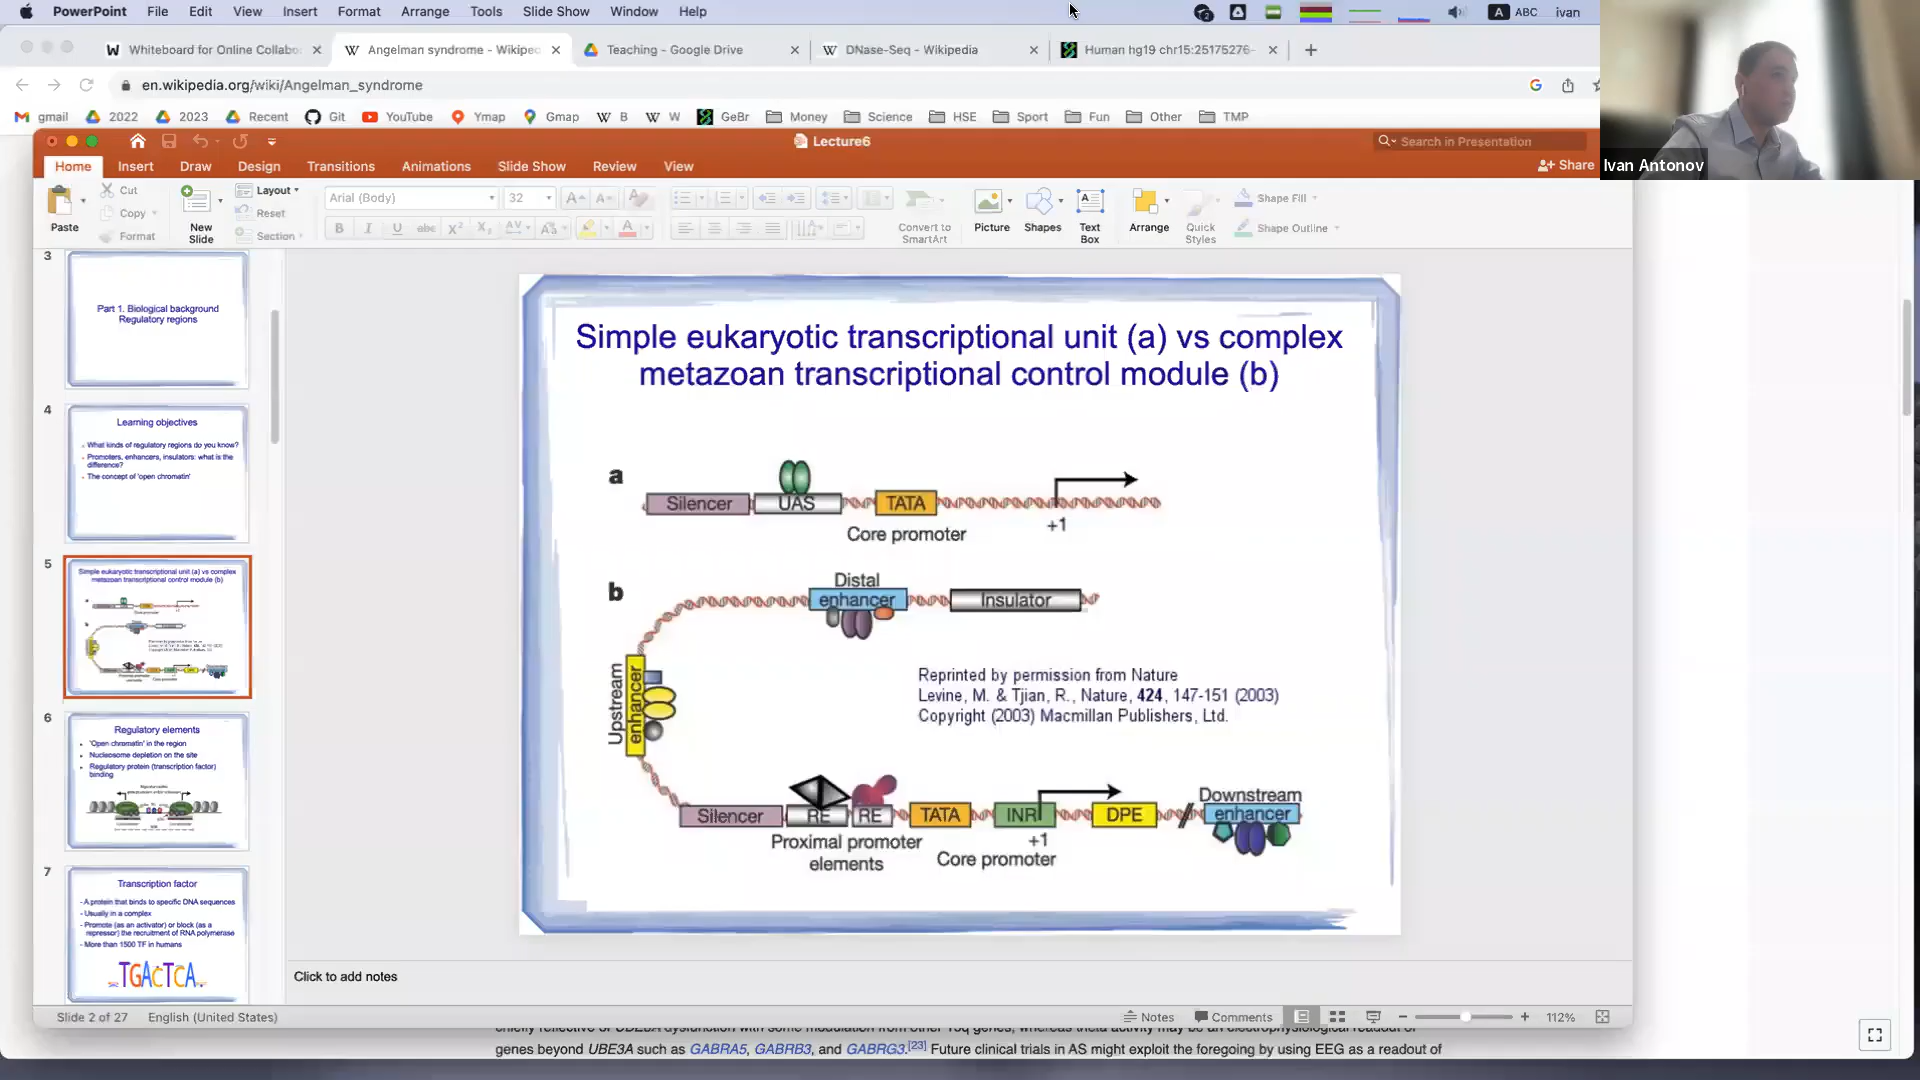 PowerPoint File Edit View Insert Format Arrange Tools Slide Show Window Help ABC ivan
Whiteboard for Online Collabo
Angelman syndrome - Wikipec
Teaching - Google Drive
DNase-Seq - Wikipedia
Human hg19 chr15:25175276-
en.wikipedia.org/wiki/Angelman_syndrome
gmail 2022 2023 Recent Git YouTube Ymap Gmap B W GeBr Money Science HSE Sport Fun Other TMP
Lecture6
Search in Presentation
Ivan Antonov
Home Insert Draw Design Transitions Animations Slide Show Review View
Share
Paste
Cut
Copy
Format
New
Slide
Layout
Reset
Section
Arial (Body) 32
Convert to
SmartArt
Picture
Shapes
Text
Box
Arrange
Quick
Styles
Shape Fill
Shape Outline
3
Part 1. Biological background
Regulatory regions
4
Learning objectives
What kinds of regulatory regions do you know?
Promoters, enhancers, insulators: what is the
difference?
The concept of 'open chromatin'
5
Simple eukaryotic transcriptional unit (a) vs complex
metazoan transcriptional control module (b)
6
Regulatory elements
'Open chromatin' in the region
Nucleosome depletion on the site
Regulatory protein (transcription factor)
binding
7
Transcription factor
- A protein that binds to specific DNA sequences
- Usually in a complex
- Promote (as an activator) or block (as a
repressor) the recruitment of RNA polymerase
- More than 1500 TF in humans
TGAcTCA
Simple eukaryotic transcriptional unit (a) vs complex
metazoan transcriptional control module (b)
a
Silencer UAS TATA
+1
Core promoter
b
Distal
enhancer Insulator
Upstream
enhancer
Reprinted by permission from Nature
Levine, M. & Tjian, R., Nature, 424, 147-151 (2003)
Copyright (2003) Macmillan Publishers, Ltd.
Downstream
enhancer
Silencer RE RE TATA INR DPE
+1
Proximal promoter
elements
Core promoter
Click to add notes
Slide 2 of 27 English (United States)
Notes Comments 112%
genes beyond UBE3A such as GABRA5, GABRB3, and GABRG3.[23] Future clinical trials in AS might exploit the foregoing by using EEG as a readout of